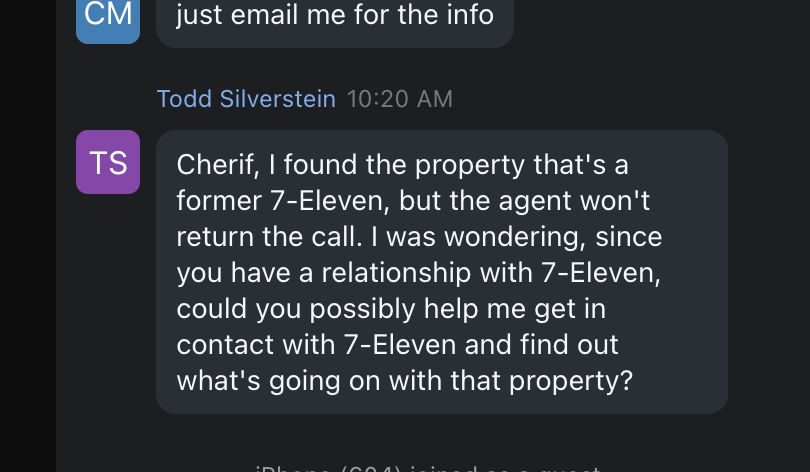 CM
just email me for the info
Todd Silverstein 10:20 AM
TS
Cherif, I found the property that's a
former 7-Eleven, but the agent won't
return the call. I was wondering, since
you have a relationship with 7-Eleven,
could you possibly help me get in
contact with 7-Eleven and find out
what's going on with that property?
iPhone (604) joined as a guest